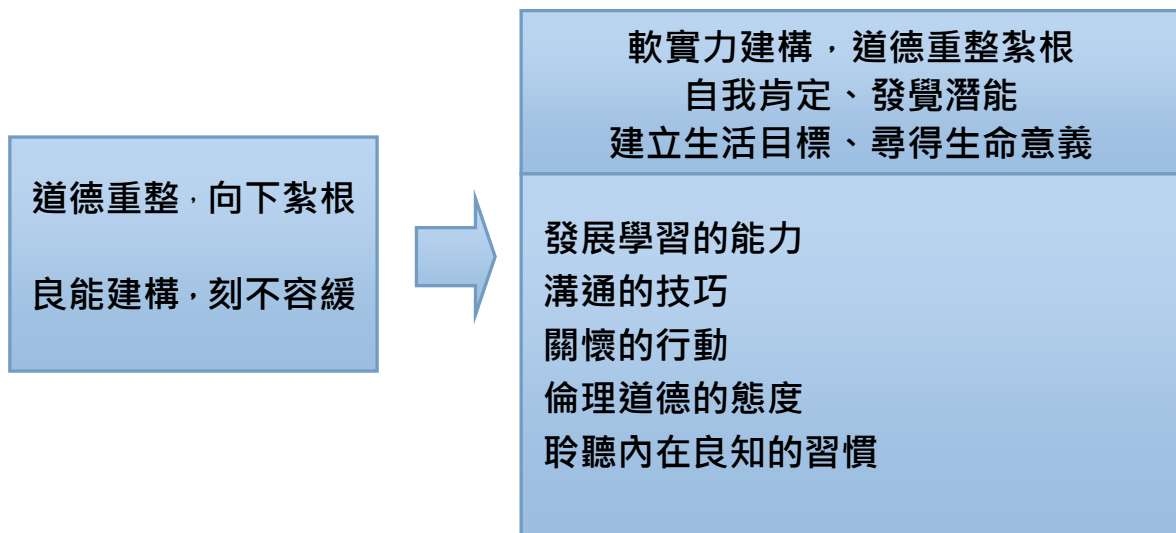 道德重整，向下紮根
良能建構，刻不容緩
軟實力建構，道德重整紮根
自我肯定、發覺潛能
建立生活目標、尋得生命意義
發展學習的能力
溝通的技巧
關懷的行動
倫理道德的態度
聆聽內在良知的習慣